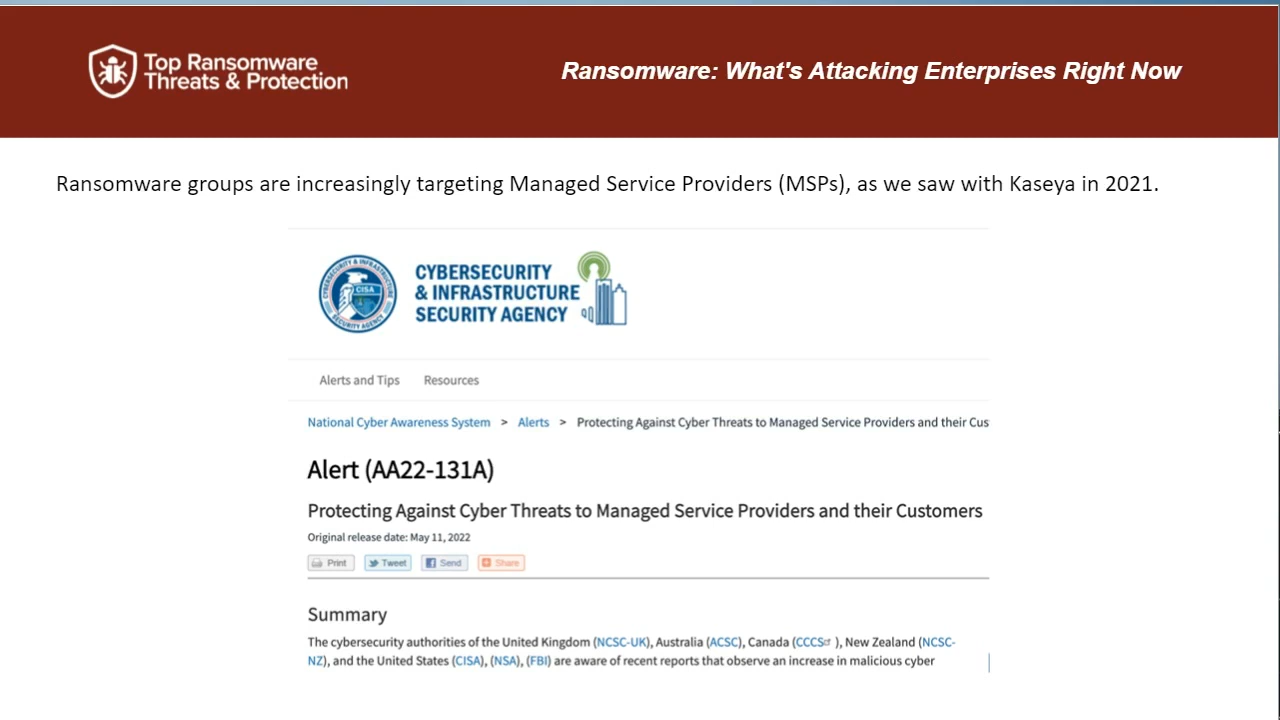 Top Ransomware
Threats & Protection
Ransomware: What's Attacking Enterprises Right Now
Ransomware groups are increasingly targeting Managed Service Providers (MSPs), as we saw with Kaseya in 2021.
CYBERSECURITY & INFRASTRUCTURE
SECURITY AGENCY
CISA
CYBERSECURITY
& INFRASTRUCTURE
SECURITY AGENCY
Alerts and Tips Resources
National Cyber Awareness System > Alerts > Protecting Against Cyber Threats to Managed Service Providers and their Cus
Alert (AA22-131A)
Protecting Against Cyber Threats to Managed Service Providers and their Customers
Original release date: May 11, 2022
Print Tweet Send Share
Summary
The cybersecurity authorities of the United Kingdom (NCSC-UK), Australia (ACSC), Canada (CCCS ), New Zealand (NCSC-
NZ), and the United States (CISA), (NSA), (FBI) are aware of recent reports that observe an increase in malicious cyber